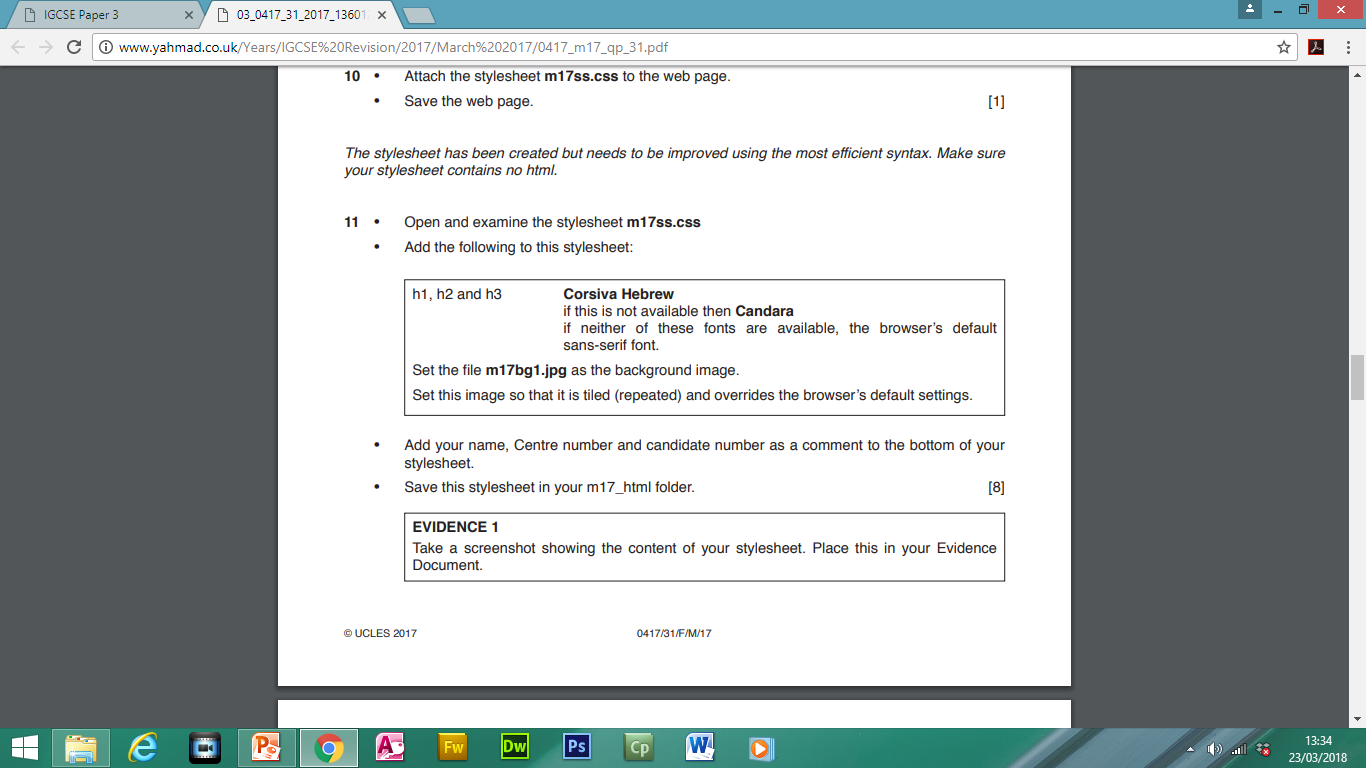 IGCSE Paper 3
03_0417_31_2017_13601
www.yahmad.co.uk/Years/IGCSE%20Revision/2017/March%202017/0417_m17_qp_31.pdf
10 • Attach the stylesheet m17ss.css to the web page.
• Save the web page. [1]
The stylesheet has been created but needs to be improved using the most efficient syntax. Make sure
your stylesheet contains no html.
11 • Open and examine the stylesheet m17ss.css
• Add the following to this stylesheet:
h1, h2 and h3 Corsiva Hebrew
if this is not available then Candara
if neither of these fonts are available, the browser's default
sans-serif font.
Set the file m17bg1.jpg as the background image.
Set this image so that it is tiled (repeated) and overrides the browser's default settings.
• Add your name, Centre number and candidate number as a comment to the bottom of your
stylesheet.
• Save this stylesheet in your m17_html folder. [8]
EVIDENCE 1
Take a screenshot showing the content of your stylesheet. Place this in your Evidence
Document.
© UCLES 2017 0417/31/F/M/17
Fw Dw Ps Cp
13:34
23/03/2018